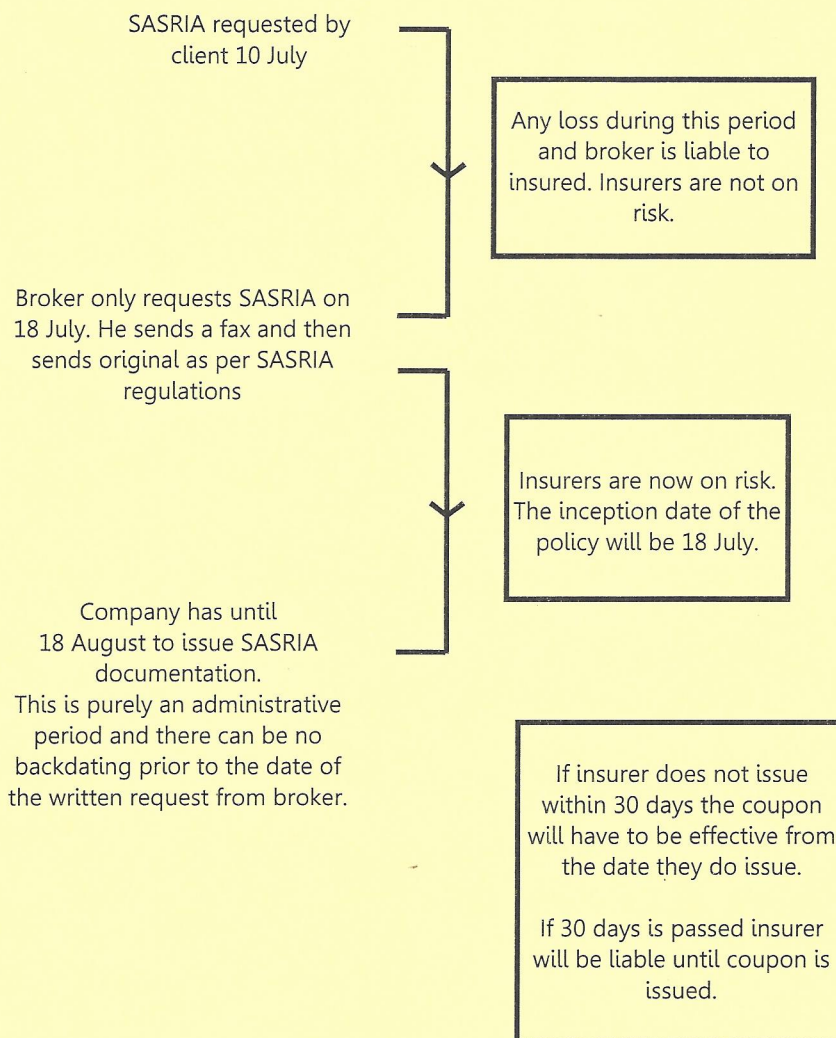 SASRIA requested by
client 10 July
Any loss during this period
and broker is liable to
insured. Insurers are not on
risk.
Broker only requests SASRIA on
18 July. He sends a fax and then
sends original as per SASRIA
regulations
Insurers are now on risk.
The inception date of the
policy will be 18 July.
Company has until
18 August to issue SASRIA
documentation.
This is purely an administrative
period and there can be no
backdating prior to the date of
the written request from broker.
If insurer does not issue
within 30 days the coupon
will have to be effective from
the date they do issue.
If 30 days is passed insurer
will be liable until coupon is
issued.